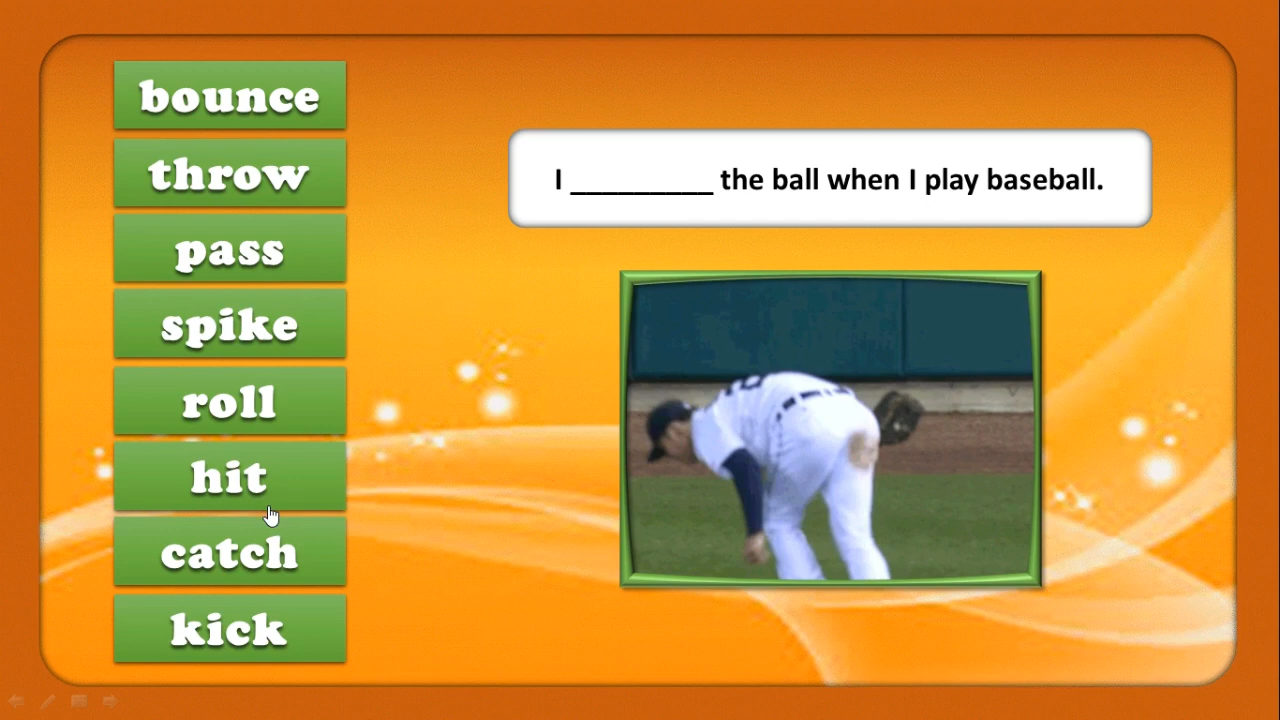 bounce
throw
pass
spike
roll
hit
catch
kick
I _________ the ball when I play baseball.